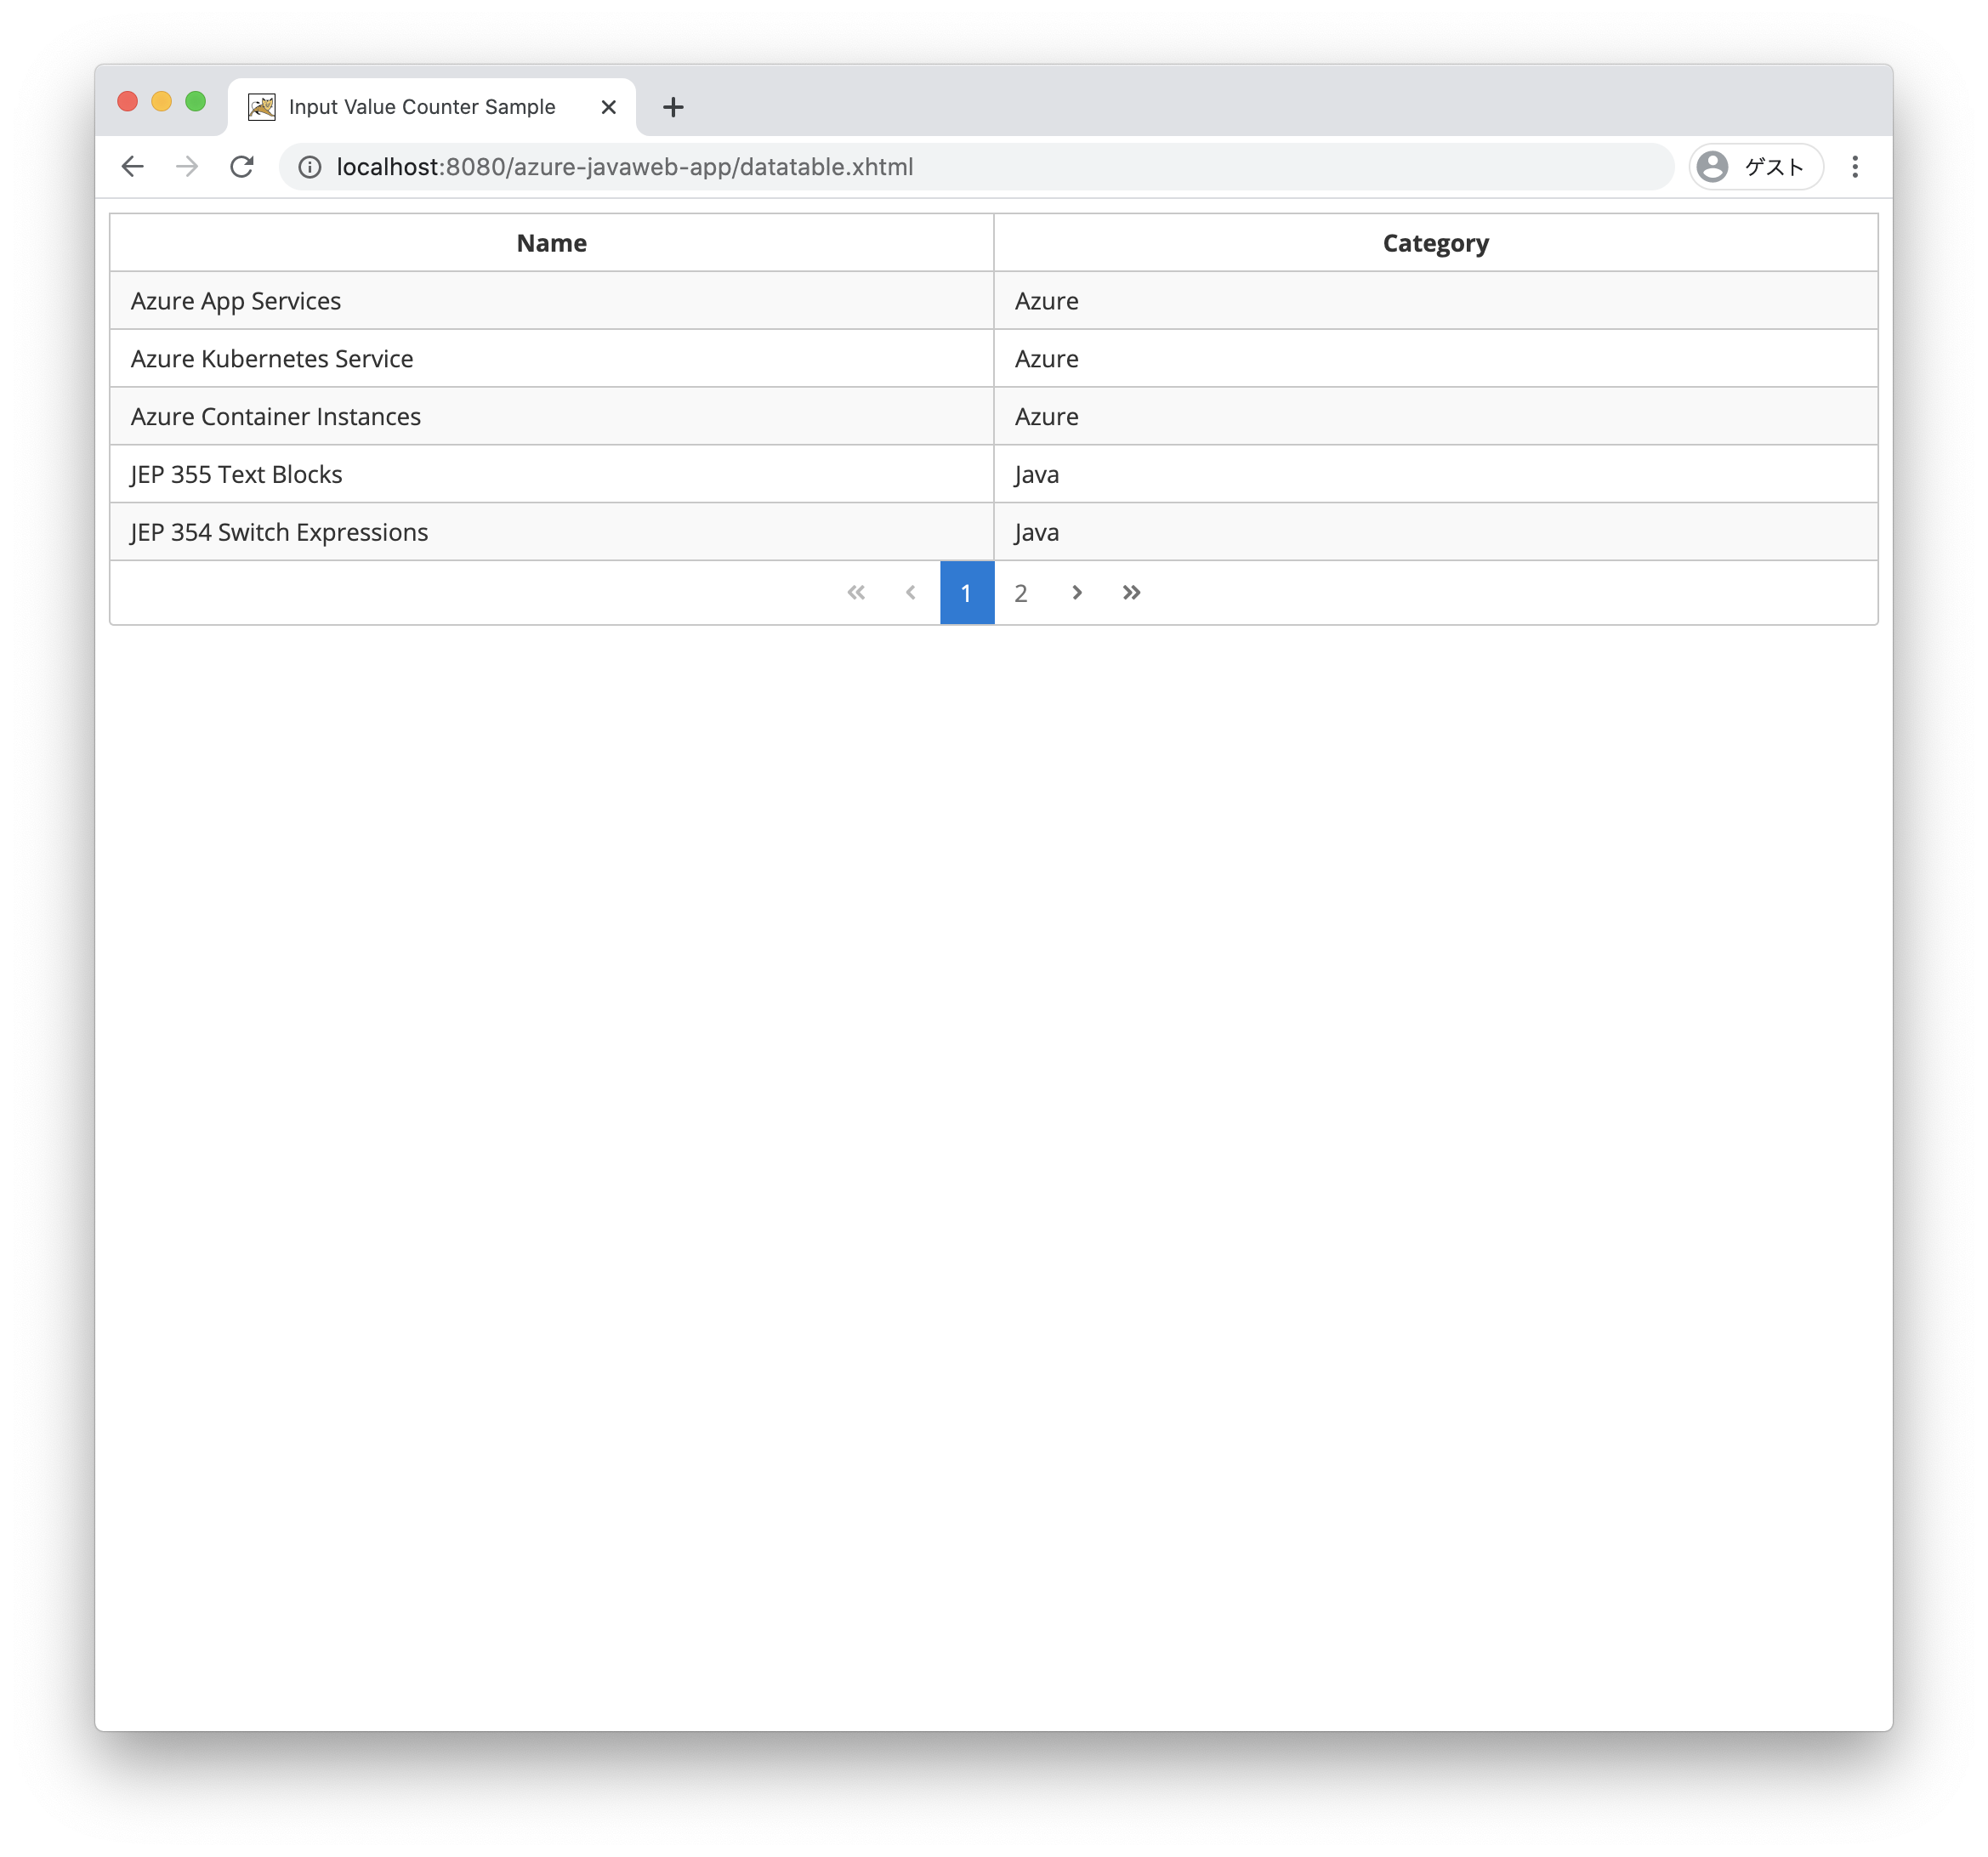 Input Value Counter Sample
localhost:8080/azure-javaweb-app/datatable.xhtml ゲスト
Name Category
Azure App Services Azure
Azure Kubernetes Service Azure
Azure Container Instances Azure
JEP 355 Text Blocks Java
JEP 354 Switch Expressions Java
1 2